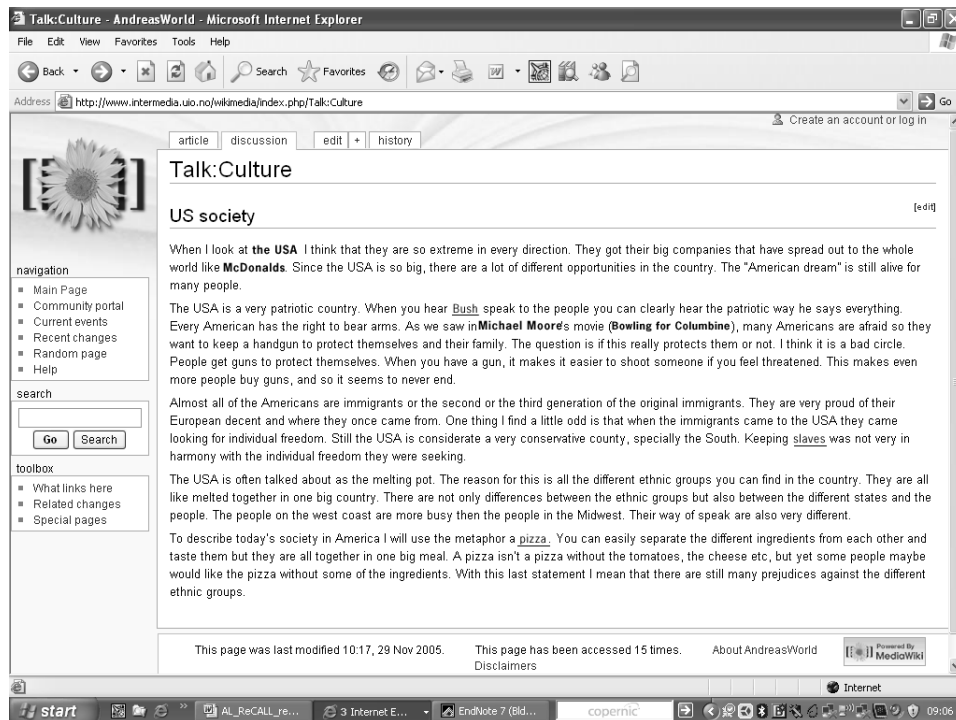 Talk:Culture - AndreasWorld - Microsoft Internet Explorer
File Edit View Favorites Tools Help
Back Search Favorites
Address http://www.intermedia.uio.no/wikimedia/index.php/Talk:Culture Go
Create an account or log in
article discussion edit + history
Talk:Culture
US society [edit]
When I look at the USA I think that they are so extreme in every direction. They got their big companies that have spread out to the whole
world like McDonalds. Since the USA is so big, there are a lot of different opportunities in the country. The "American dream" is still alive for
many people.
The USA is a very patriotic country. When you hear Bush speak to the people you can clearly hear the patriotic way he says everything.
Every American has the right to bear arms. As we saw in Michael Moore's movie (Bowling for Columbine), many Americans are afraid so they
want to keep a handgun to protect themselves and their family. The question is if this really protects them or not. I think it is a bad circle.
People get guns to protect themselves. When you have a gun, it makes it easier to shoot someone if you feel threatened. This makes even
more people buy guns, and so it seems to never end.
Almost all of the Americans are immigrants or the second or the third generation of the original immigrants. They are very proud of their
European decent and where they once came from. One thing I find a little odd is that when the immigrants came to the USA they came
looking for individual freedom. Still the USA is considerate a very conservative county, specially the South. Keeping slaves was not very in
harmony with the individual freedom they were seeking.
The USA is often talked about as the melting pot. The reason for this is all the different ethnic groups you can find in the country. They are all
like melted together in one big country. There are not only differences between the ethnic groups but also between the different states and the
people. The people on the west coast are more busy then the people in the Midwest. Their way of speak are also very different.
To describe today's society in America I will use the metaphor a pizza. You can easily separate the different ingredients from each other and
taste them but they are all together in one big meal. A pizza isn't a pizza without the tomatoes, the cheese etc, but yet some people maybe
would like the pizza without some of the ingredients. With this last statement I mean that there are still many prejudices against the different
ethnic groups.
navigation
Main Page
Community portal
Current events
Recent changes
Random page
Help
search
Go Search
toolbox
What links here
Related changes
Special pages
This page was last modified 10:17, 29 Nov 2005. This page has been accessed 15 times. About AndreasWorld
Disclaimers
Powered By
MediaWiki
Internet
start AL_ReCALL_re... 3 Internet E... EndNote 7 (Bld... copernic 09:06